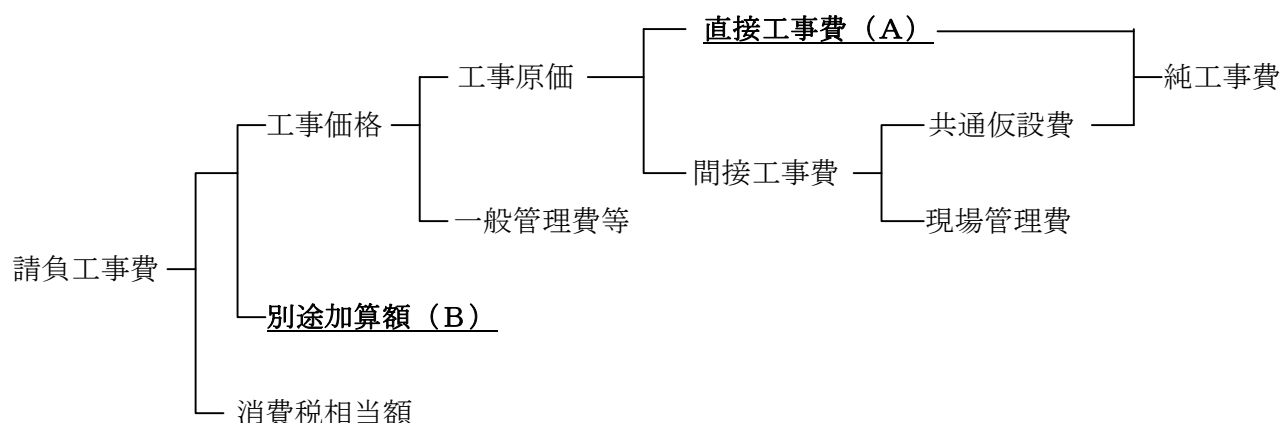 直接工事費(A)
工事原価
純工事費
工事価格
共通仮設費
間接工事費
一般管理費等
現場管理費
請負工事費
別途加算額(B)
消費税相当額